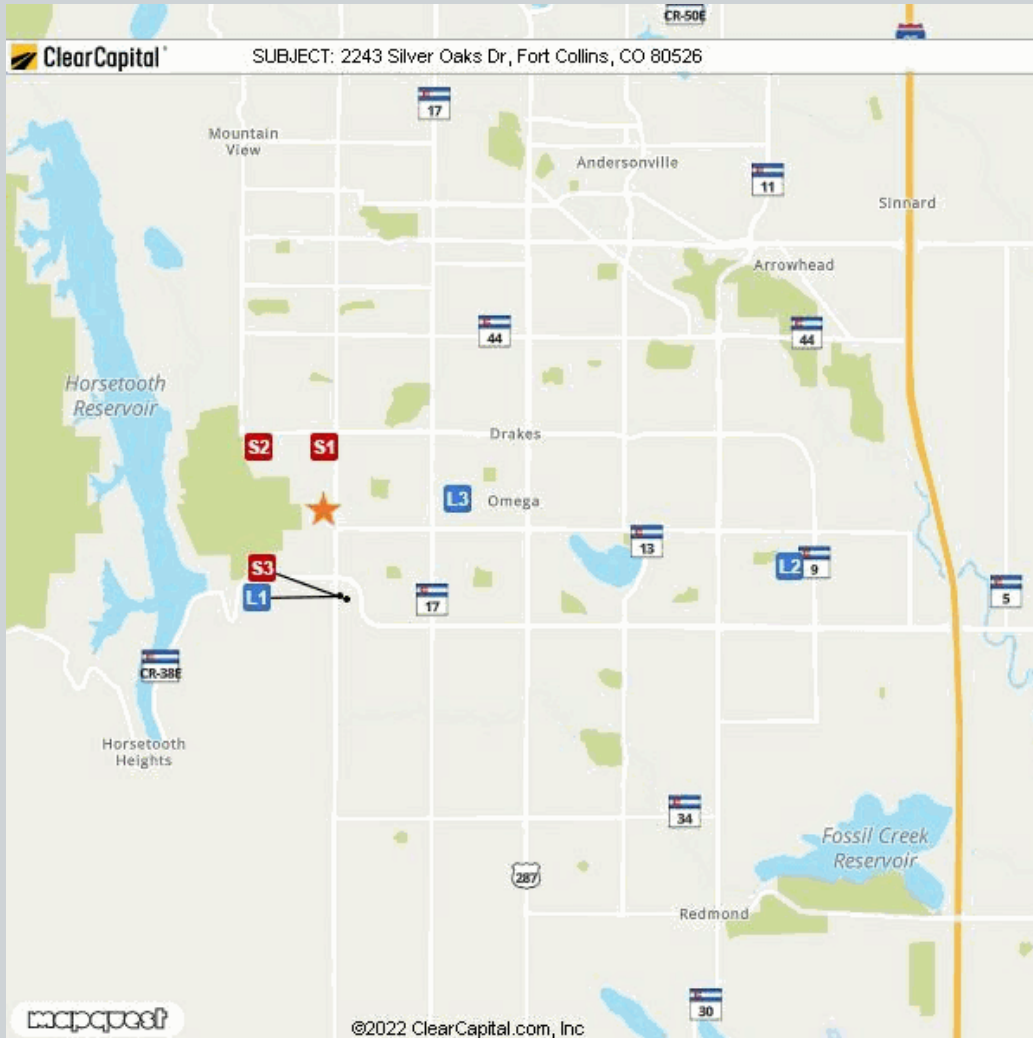 CR-50E
ClearCapital
SUBJECT: 2243 Silver Oaks Dr, Fort Collins, CO 80526
17
Mountain
View
Andersonville
11
Sinnard
Arrowhead
44
44
Horsetooth
Reservoir
Drakes
S2
S1
L3
Omega
13
S3
L2
9
L1
17
5
CR-38E
Horsetooth
Heights
34
Fossil Creek
Reservoir
287
Redmond
30
mapquest
©2022 ClearCapital.com, Inc